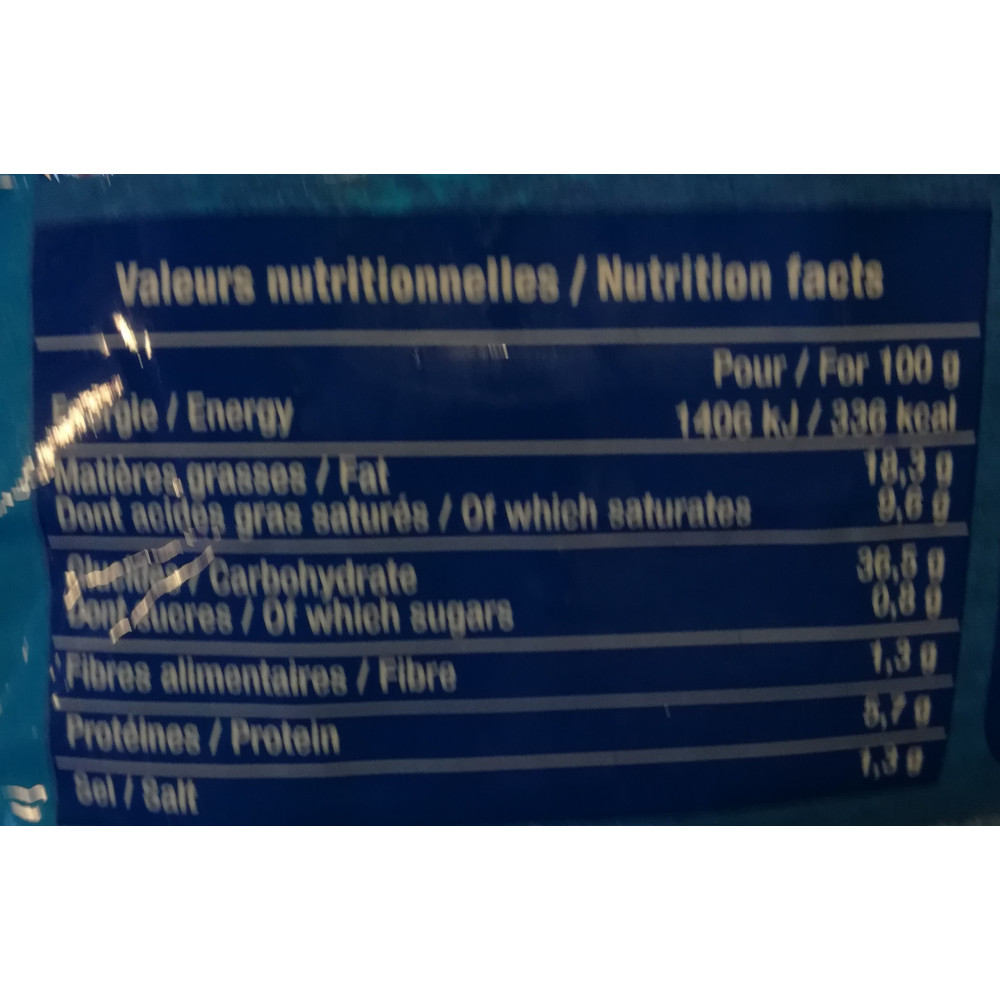 Valeurs nutritionnelles / Nutrition facts
Pour / For 100 g
Énergie / Energy 1406 kJ / 336 kcal
Matières grasses / Fat 18,3 g
Dont acides gras saturés / Of which saturates 9,6 g
Glucides / Carbohydrate 36,5 g
Dont sucres / Of which sugars 0,8 g
Fibres alimentaires / Fibre 1,3 g
Protéines / Protein 5,7 g
Sel / Salt 1,3 g